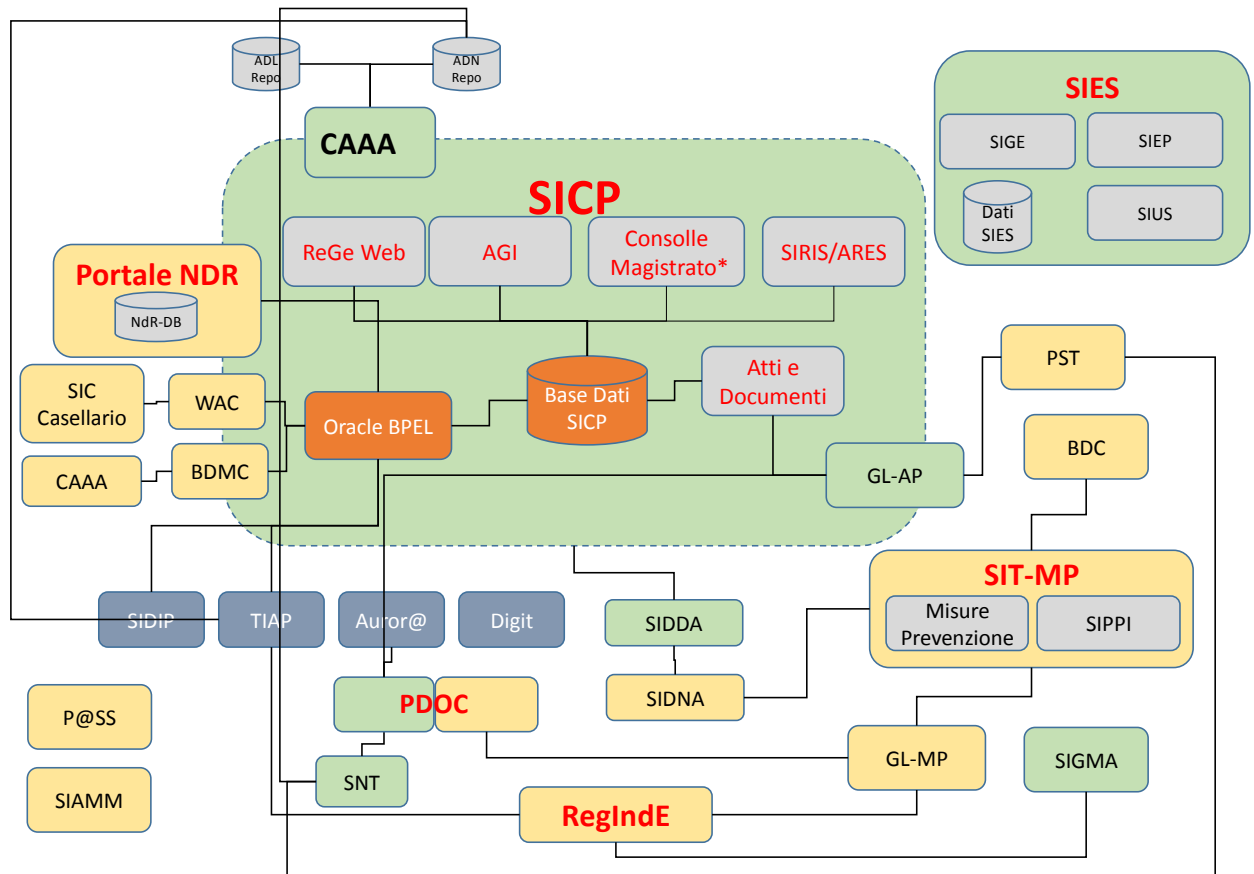 ADL
Repo
ADN
Repo
CAAA
SIES
SIGE
SIEP
Dati
SIES
SIUS
SICP
ReGe Web
AGI
Consolle
Magistrato*
SIRIS/ARES
Portale NDR
NdR-DB
SIC
Casellario
WAC
CAAA
BDMC
Oracle BPEL
Base Dati
SICP
Atti e
Documenti
GL-AP
PST
BDC
SIT-MP
Misure
Prevenzione
SIPPI
SIDIP
TIAP
Auror@
Digit
SIDDA
SIDNA
PDOC
P@SS
SIAMM
SNT
GL-MP
SIGMA
RegIndE